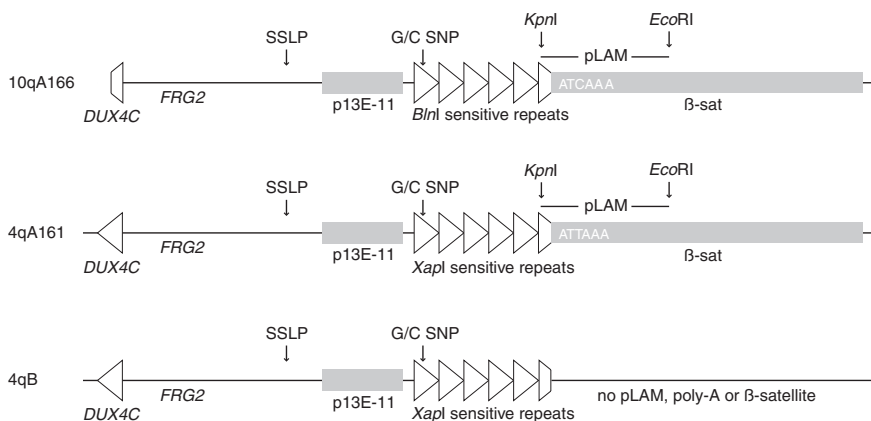 KpnI EcoRI
SSLP G/C SNP pLAM
10qA166 ATCAAA
FRG2 p13E-11 ß-sat
DUX4C BlnI sensitive repeats
KpnI EcoRI
SSLP G/C SNP pLAM
4qA161 ATTAAA
FRG2 p13E-11 ß-sat
DUX4C XapI sensitive repeats
SSLP G/C SNP
4qB
FRG2 p13E-11 no pLAM, poly-A or ß-satellite
DUX4C XapI sensitive repeats